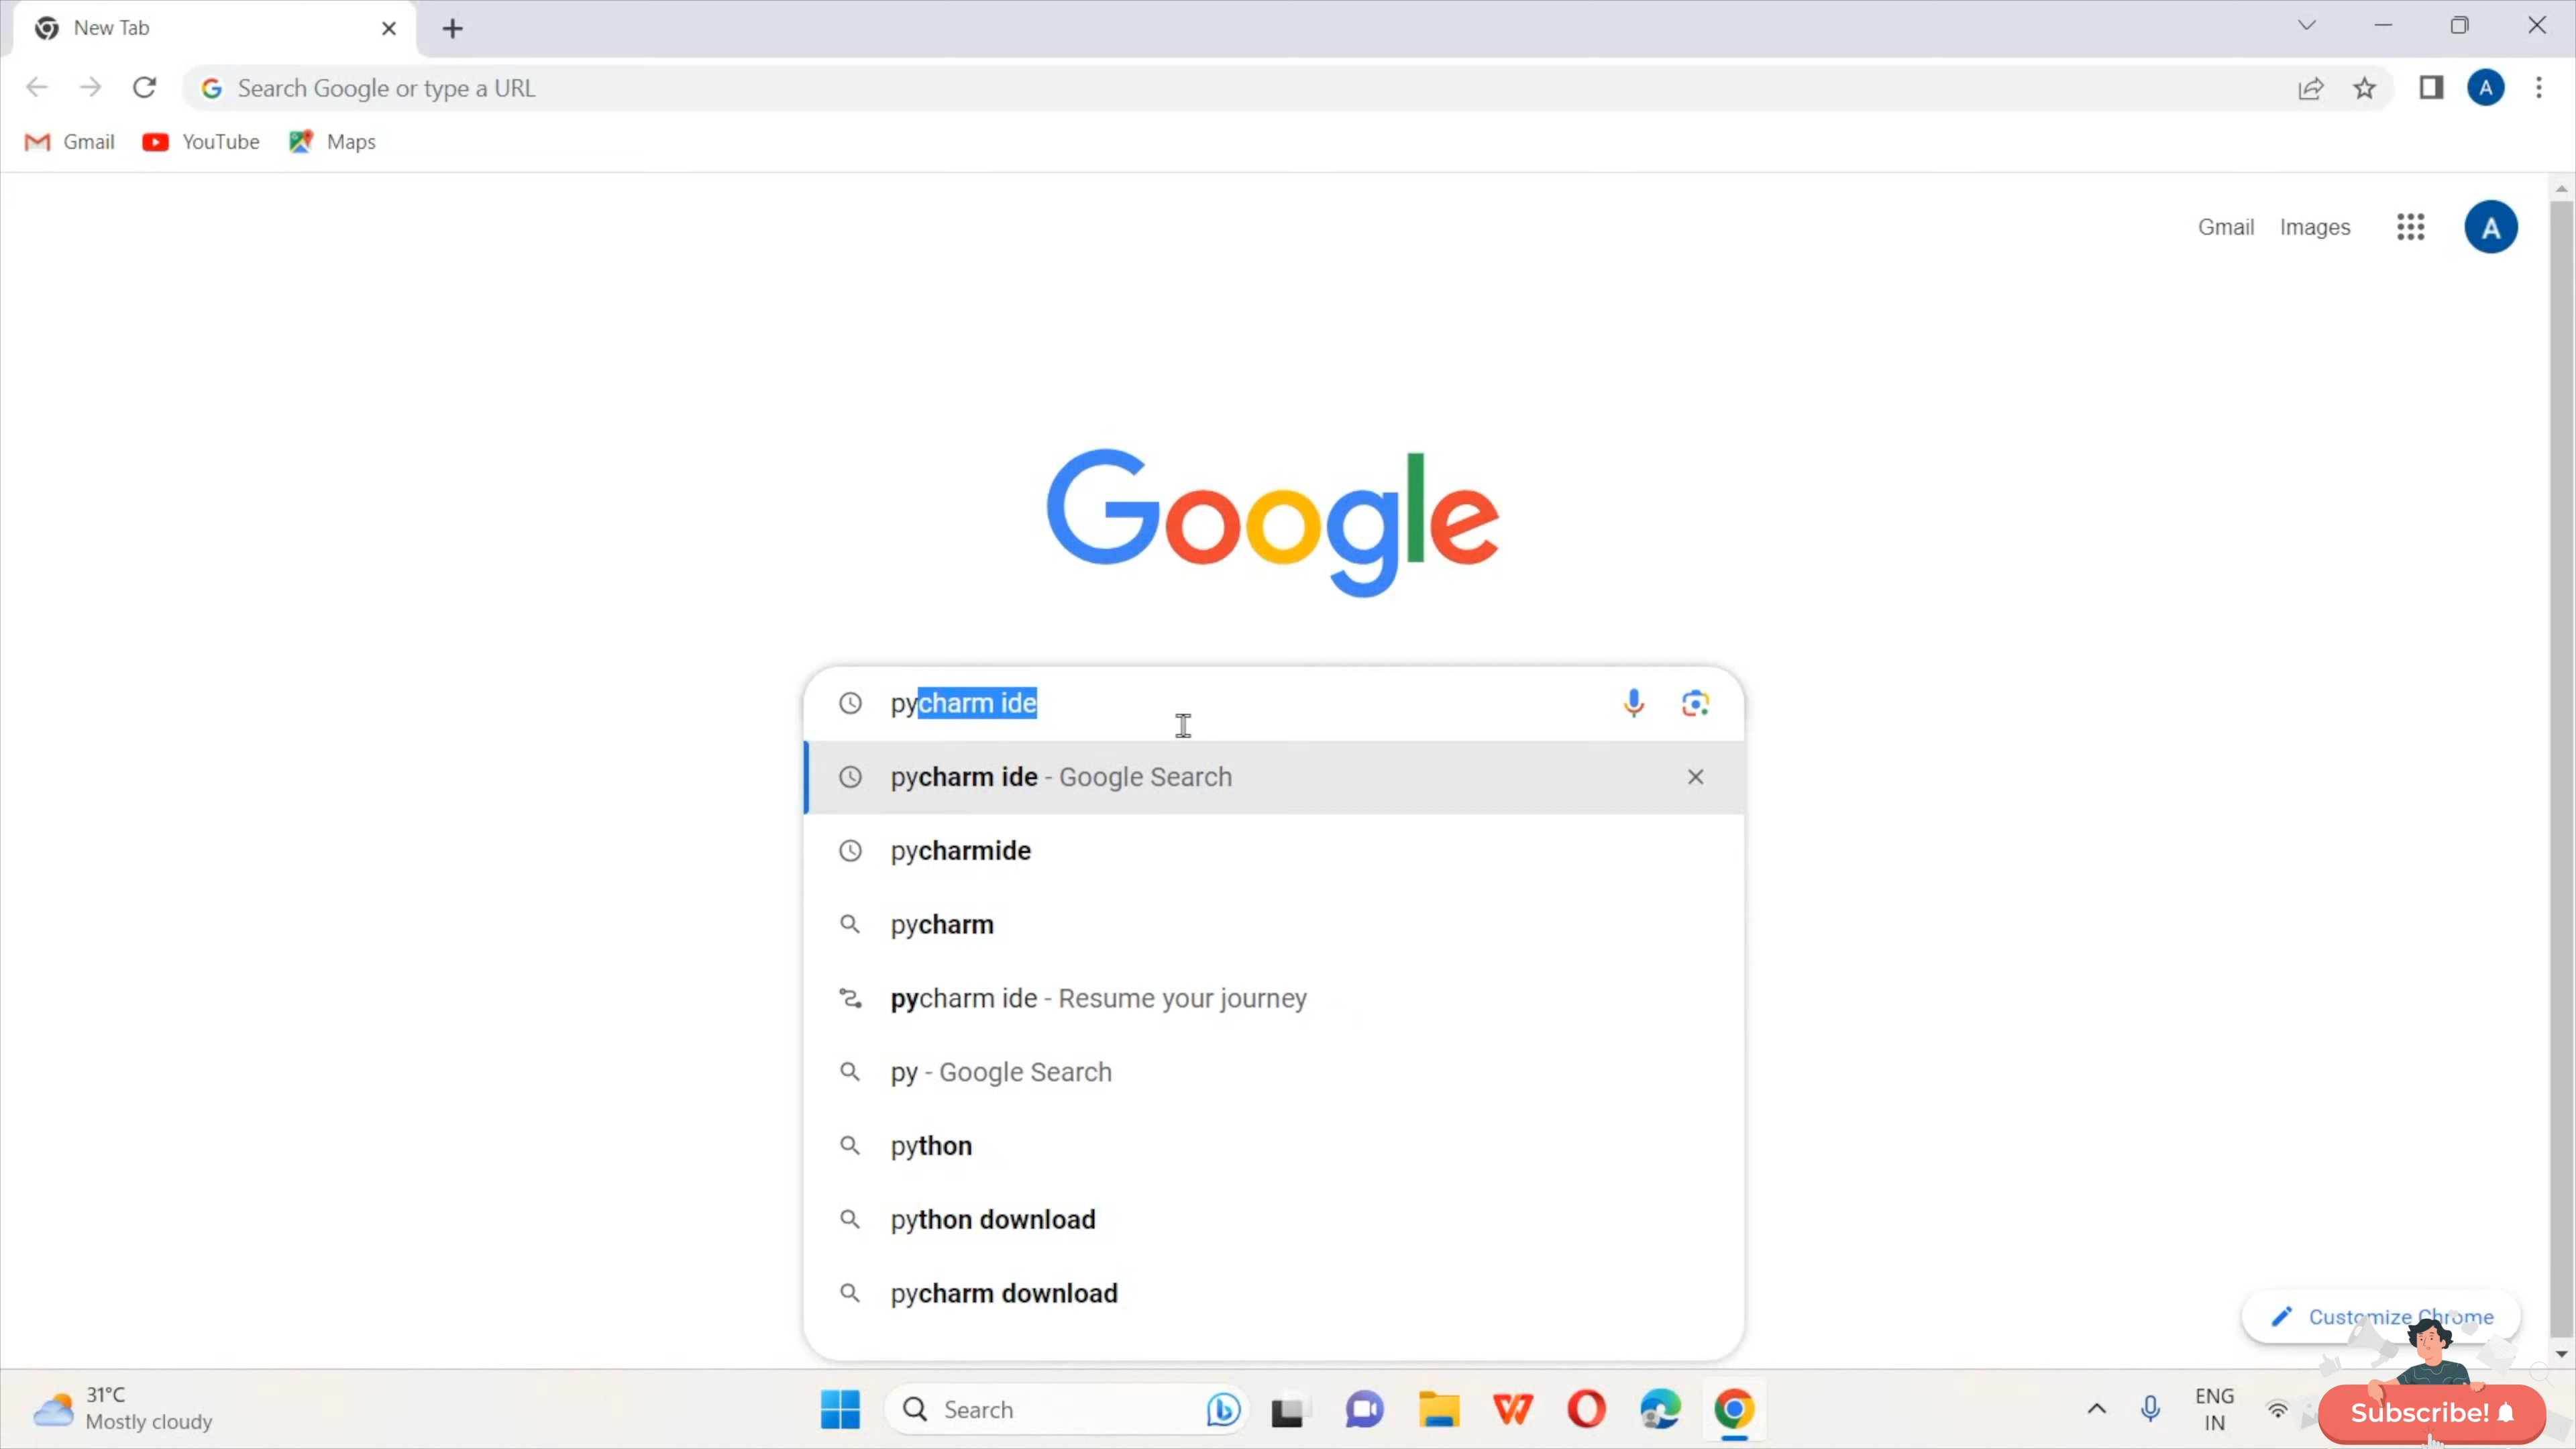 New Tab
Search Google or type a URL
Gmail
YouTube
Maps
Gmail
Images
A
A
Google
pycharm ide
pycharm ide - Google Search
pycharmide
pycharm
pycharm ide - Resume your journey
py - Google Search
python
python download
pycharm download
Customize Chrome
31°C
Mostly cloudy
Search
ENG
IN
Subscribe!